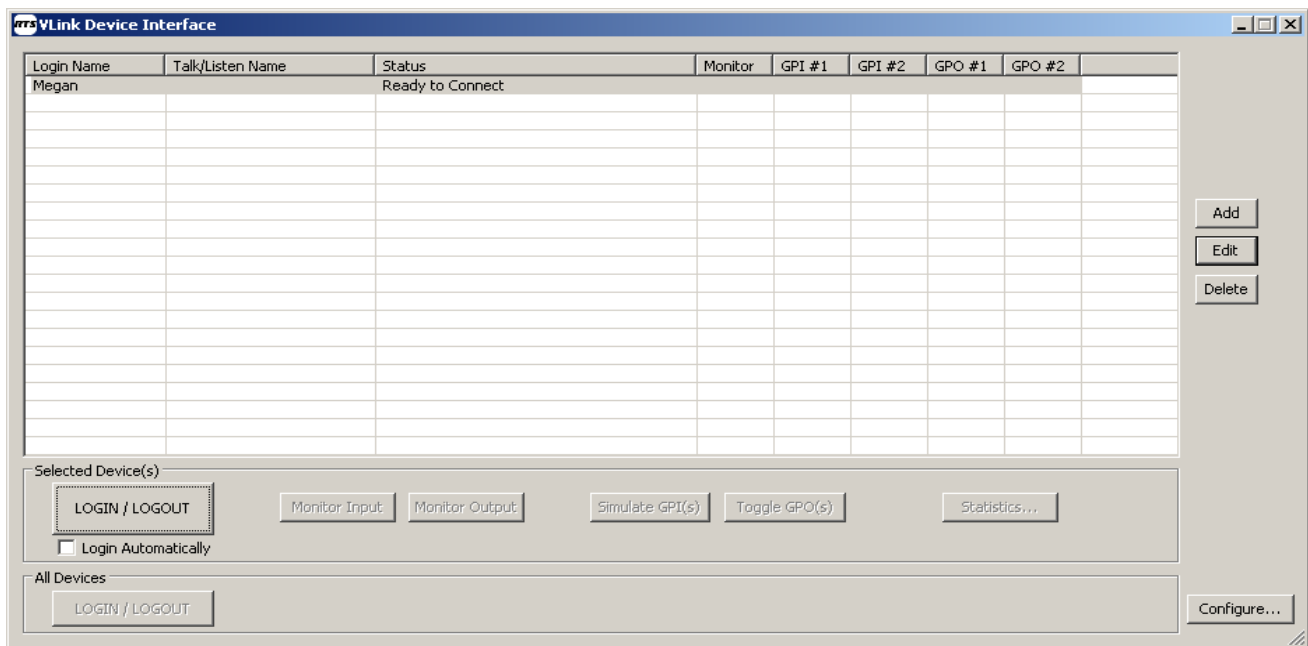 RTS VLink Device Interface
Login Name Talk/Listen Name Status Monitor GPI #1 GPI #2 GPO #1 GPO #2
Megan Ready to Connect
Add
Edit
Delete
Selected Device(s)
LOGIN / LOGOUT Monitor Input Monitor Output Simulate GPI(s) Toggle GPO(s) Statistics...
Login Automatically
All Devices
LOGIN / LOGOUT
Configure...